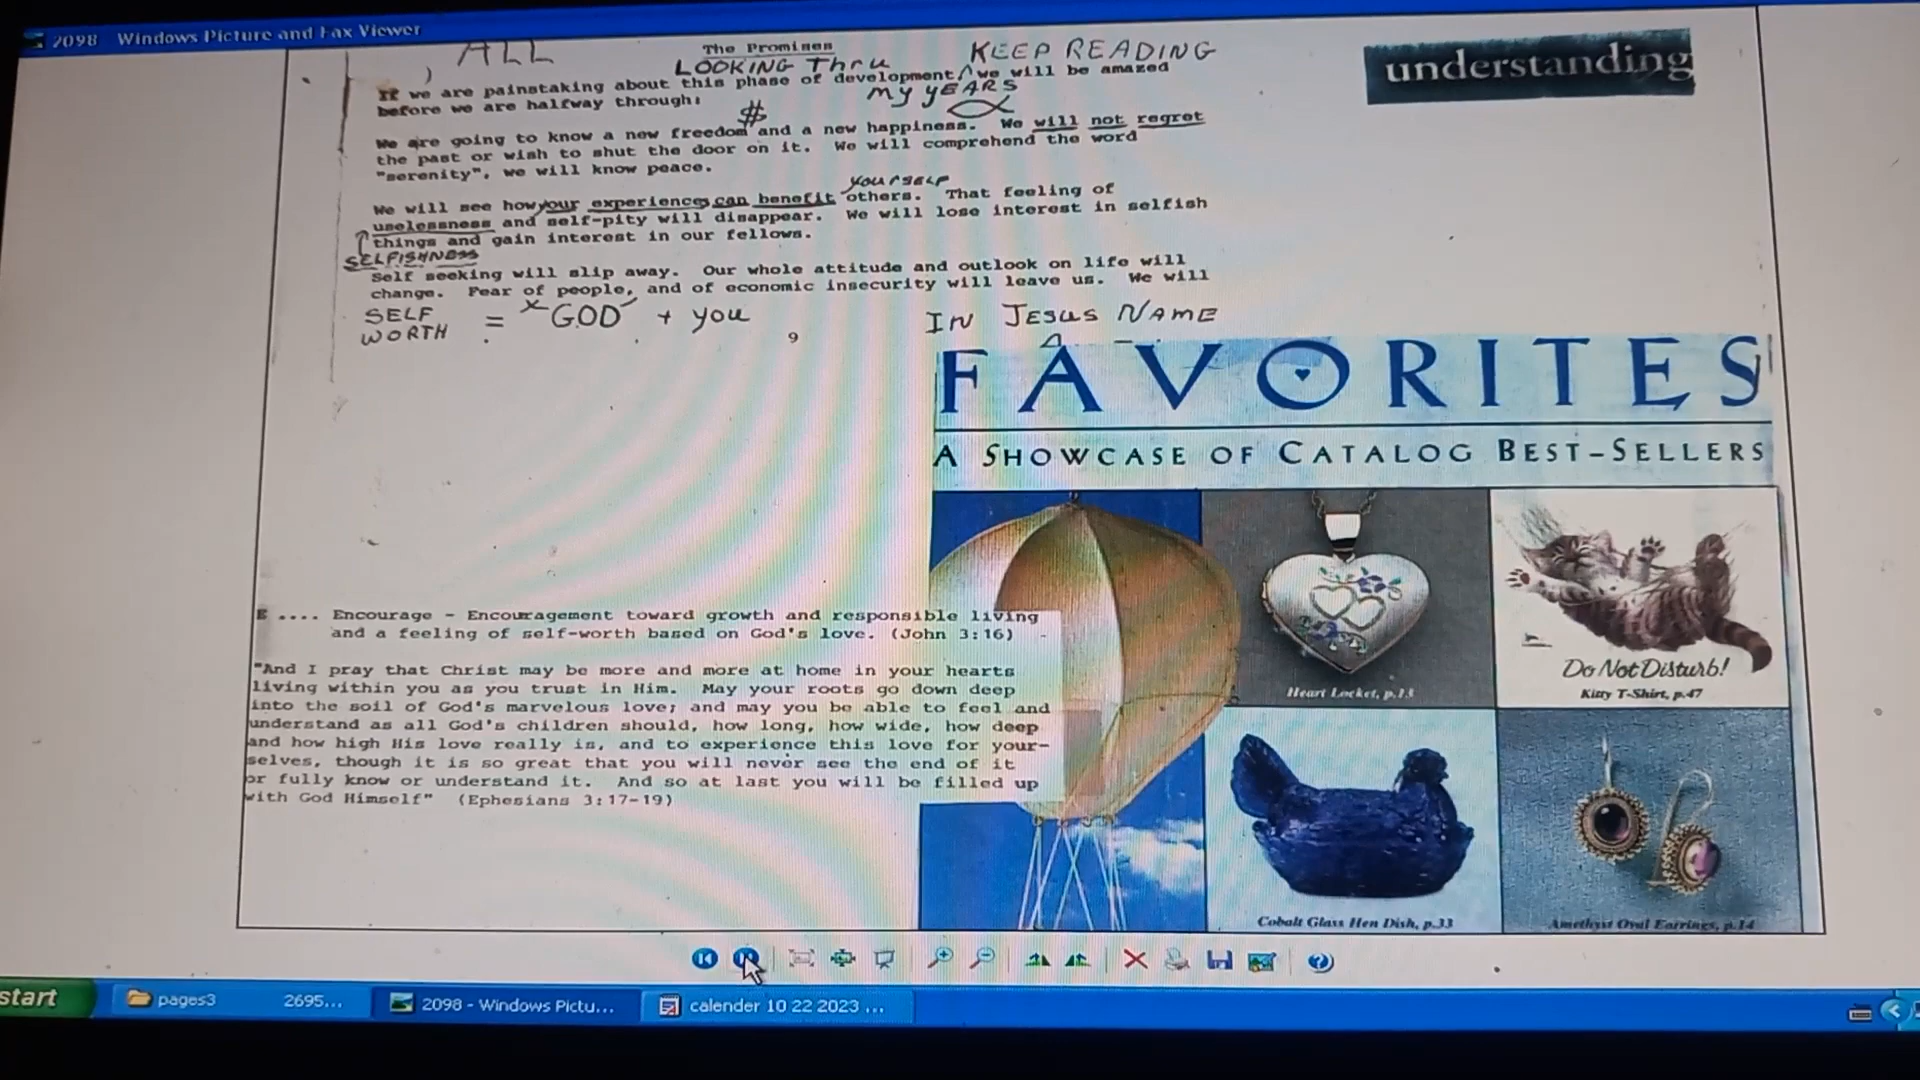 2098 Windows Picture and Fax Viewer
ALL
The Promises
KEEP READING
LOOKING Thru
If we are painstaking about this phase of development, we will be amazed
my yEARS
before we are halfway through:
$
We are going to know a new freedom and a new happiness. We will not regret
the past or wish to shut the door on it. We will comprehend the word
"serenity", we will know peace.
yourself
We will see how our experiences can benefit others. That feeling of
uselessness and self-pity will disappear. We will lose interest in selfish
things and gain interest in our fellows.
SELFISHNESS
Self seeking will slip away. Our whole attitude and outlook on life will
change. Fear of people, and of economic insecurity will leave us. We will
SELF WORTH = GOD + you
IN JESUS NAME
9
understanding
FAVORITES
A SHOWCASE OF CATALOG BEST-SELLERS
Heart Locket, p.13
Do Not Disturb!
Kitty T-Shirt, p.47
Cobalt Glass Hen Dish, p.33
Amethyst Oval Earrings, p.14
E .... Encourage - Encouragement toward growth and responsible living
and a feeling of self-worth based on God's love. (John 3:16)
"And I pray that Christ may be more and more at home in your hearts
living within you as you trust in Him. May your roots go down deep
into the soil of God's marvelous love; and may you be able to feel and
understand as all God's children should, how long, how wide, how deep
and how high His love really is, and to experience this love for your-
selves, though it is so great that you will never see the end of it
or fully know or understand it. And so at last you will be filled up
with God Himself" (Ephesians 3:17-19)
start
pages3
2695...
2098 - Windows Pictu...
calender 10 22 2023 ...